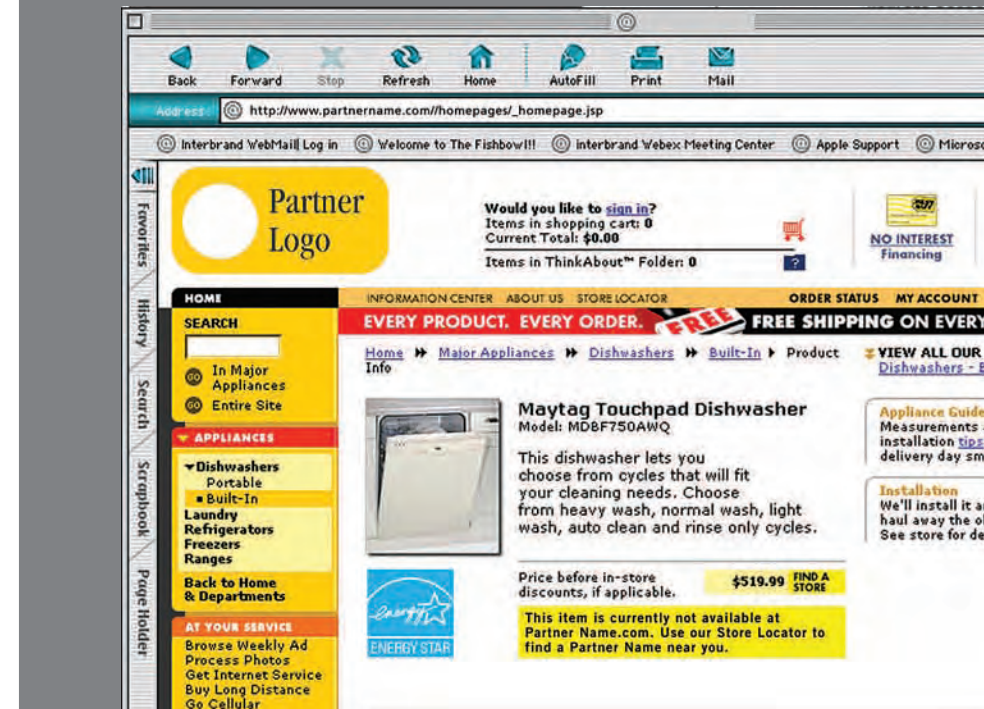 Back Forward Stop Refresh Home AutoFill Print Mail
Address: http://www.partnername.com//homepages/_homepage.jsp
Interbrand WebMail| Log in Welcome to The Fishbowl!! Interbrand Webex Meeting Center Apple Support Microso
Favorites
History
Search
Scrapbook
Page Holder
Partner
Logo
Would you like to sign in?
Items in shopping cart: 0
Current Total: $0.00
Items in ThinkAbout™ Folder: 0
?
NO INTEREST
Financing
HOME INFORMATION CENTER ABOUT US STORE LOCATOR ORDER STATUS MY ACCOUNT
EVERY PRODUCT. EVERY ORDER. FREE FREE SHIPPING ON EVERY
SEARCH
GO In Major
Appliances
GO Entire Site
APPLIANCES
Dishwashers
Portable
Built-In
Laundry
Refrigerators
Freezers
Ranges
Back to Home
& Departments
AT YOUR SERVICE
Browse Weekly Ad
Process Photos
Get Internet Service
Buy Long Distance
Go Cellular
Home Major Appliances Dishwashers Built-In Product
Info
Maytag Touchpad Dishwasher
Model: MDBF750AWQ
This dishwasher lets you
choose from cycles that will fit
your cleaning needs. Choose
from heavy wash, normal wash, light
wash, auto clean and rinse only cycles.
energy
ENERGY STAR
Price before in-store
discounts, if applicable.
$519.99 FIND A
STORE
This item is currently not available at
Partner Name.com. Use our Store Locator to
find a Partner Name near you.
VIEW ALL OUR
Dishwashers - B
Appliance Guide
Measurements a
installation tips
delivery day sm
Installation
We'll install it an
haul away the ol
See store for de